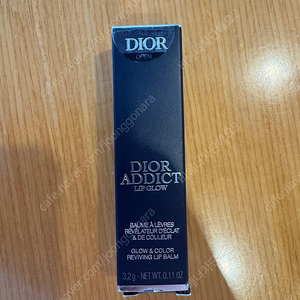 DIOR
OPEN
DIOR
ADDICT
LIP GLOW
BAUME À LÈVRES
RÉVÉLATEUR D'ÉCLAT
& DE COULEUR
GLOW & COLOR
REVIVING LIP BALM
3,2 g - NET WT. 0.11 OZ